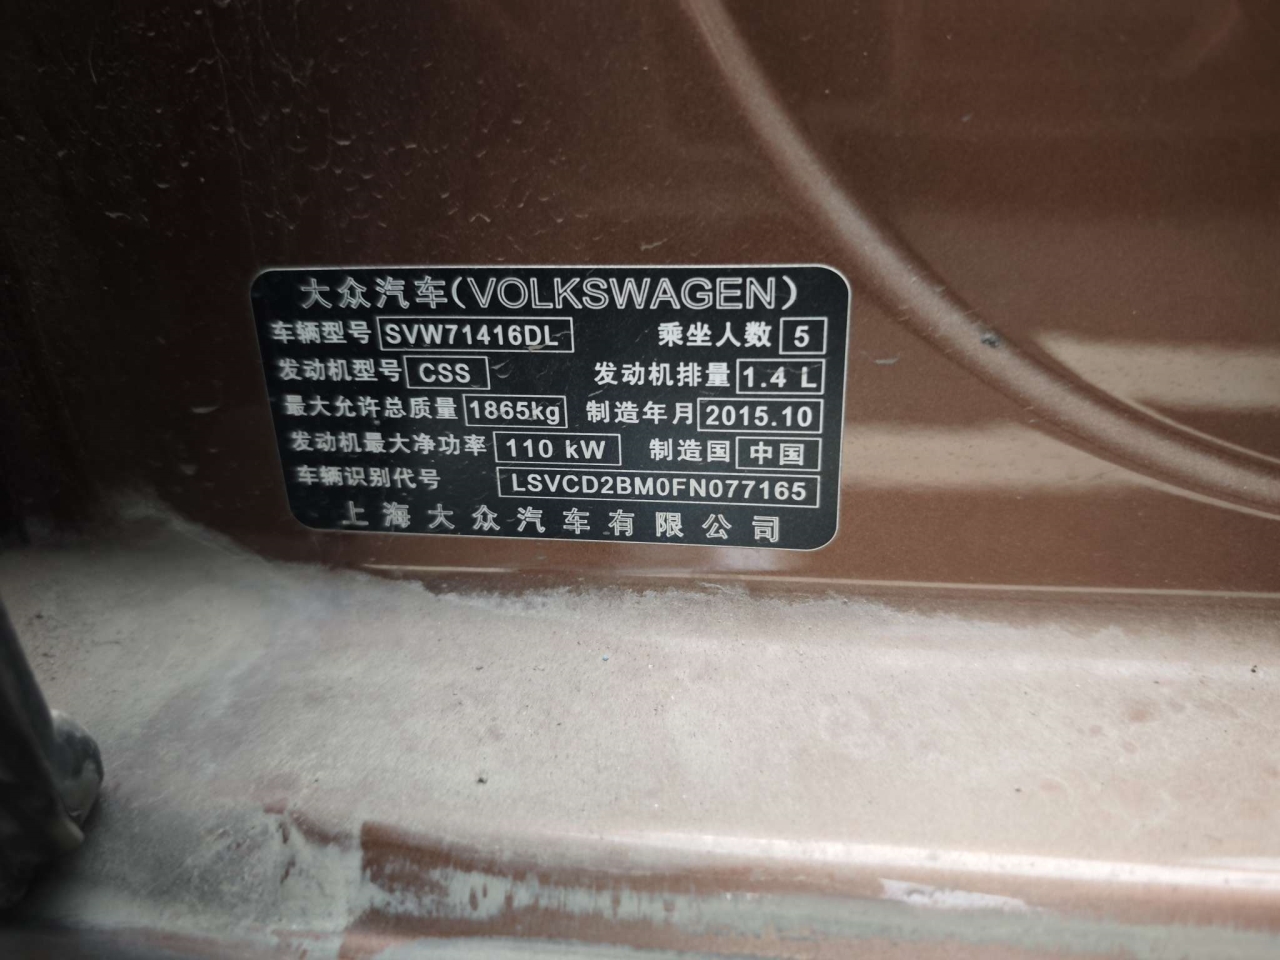 大众汽车(VOLKSWAGEN)
车辆型号 SVW71416DL 乘坐人数 5
发动机型号 CSS 发动机排量 1.4 L
最大允许总质量 1865kg 制造年月 2015.10
发动机最大净功率 110 kW 制造国 中国
车辆识别代号 LSVCD2BM0FN077165
上海大众汽车有限公司